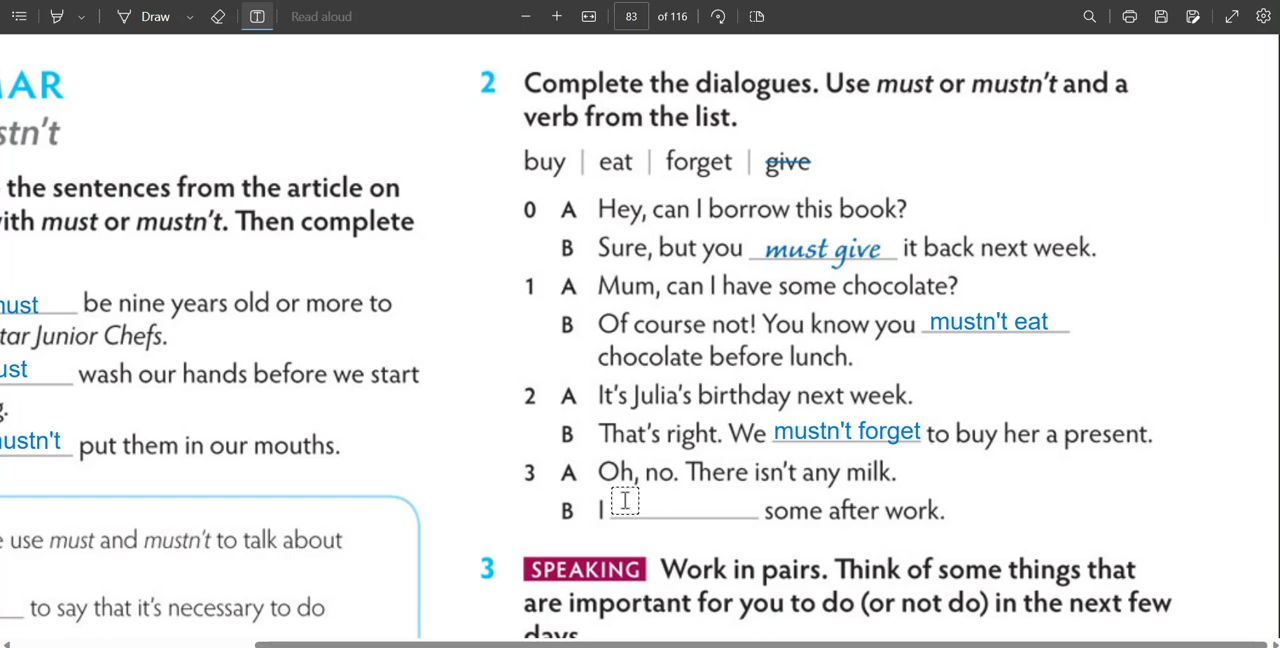 Draw
Read aloud
83 of 116
AR
stn't
the sentences from the article on
ith must or mustn't. Then complete
must be nine years old or more to
tar Junior Chefs.
ust wash our hands before we start
g.
mustn't put them in our mouths.
use must and mustn't to talk about
to say that it's necessary to do
2 Complete the dialogues. Use must or mustn't and a
verb from the list.
buy | eat | forget | give
0 A Hey, can I borrow this book?
B Sure, but you must give it back next week.
1 A Mum, can I have some chocolate?
B Of course not! You know you mustn't eat
chocolate before lunch.
2 A It's Julia's birthday next week.
B That's right. We mustn't forget to buy her a present.
3 A Oh, no. There isn't any milk.
B I ____________ some after work.
3 SPEAKING Work in pairs. Think of some things that
are important for you to do (or not do) in the next few
days